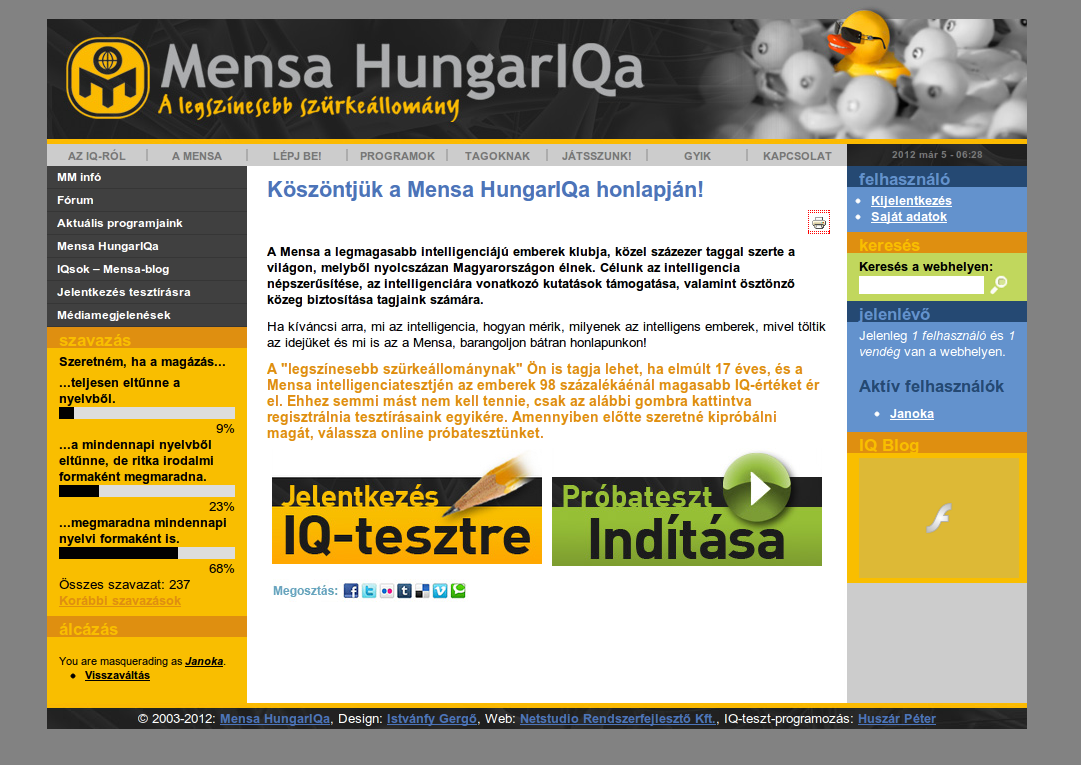 Mensa HungarIQa
A legszínesebb szürkeállomány
AZ IQ-RÓL
A MENSA
LÉPJ BE!
PROGRAMOK
TAGOKNAK
JÁTSSZUNK!
GYIK
KAPCSOLAT
2012 már 5 - 06:28
MM infó
Fórum
Aktuális programjaink
Mensa HungarIQa
IQsok – Mensa-blog
Jelentkezés tesztírásra
Médiamegjelenések
szavazás
Szeretném, ha a magázás...
...teljesen eltűnne a
nyelvből.
9%
...a mindennapi nyelvből
eltűnne, de ritka irodalmi
formaként megmaradna.
23%
...megmaradna mindennapi
nyelvi formaként is.
68%
Összes szavazat: 237
Korábbi szavazások
álcázás
You are masquerading as Janoka.
Visszaváltás
Köszöntjük a Mensa HungarIQa honlapján!
A Mensa a legmagasabb intelligenciájú emberek klubja, közel százezer taggal szerte a
világon, melyből nyolcszázan Magyarországon élnek. Célunk az intelligencia
népszerűsítése, az intelligenciára vonatkozó kutatások támogatása, valamint ösztönző
közeg biztosítása tagjaink számára.
Ha kíváncsi arra, mi az intelligencia, hogyan mérik, milyenek az intelligens emberek, mivel töltik
az idejüket és mi is az a Mensa, barangoljon bátran honlapunkon!
A "legszínesebb szürkeállománynak" Ön is tagja lehet, ha elmúlt 17 éves, és a
Mensa intelligenciatesztjén az emberek 98 százalékáénál magasabb IQ-értéket ér
el. Ehhez semmi mást nem kell tennie, csak az alábbi gombra kattintva
regisztrálnia tesztírásaink egyikére. Amennyiben előtte szeretné kipróbálni
magát, válassza online próbatesztünket.
Jelentkezés
IQ-tesztre
Próbateszt
Indítása
Megosztás:
felhasználó
Kijelentkezés
Saját adatok
keresés
Keresés a webhelyen:
jelenlévő
Jelenleg 1 felhasználó és 1
vendég van a webhelyen.
Aktív felhasználók
Janoka
IQ Blog
© 2003-2012: Mensa HungarIQa, Design: Istvánfy Gergő, Web: Netstudio Rendszerfejlesztő Kft., IQ-teszt-programozás: Huszár Péter